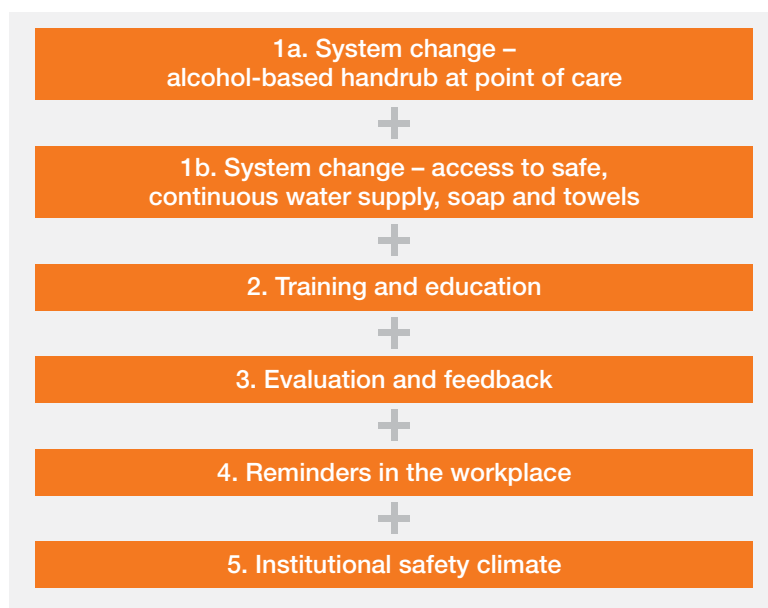 1a. System change –
alcohol-based handrub at point of care
+
1b. System change – access to safe,
continuous water supply, soap and towels
+
2. Training and education
+
3. Evaluation and feedback
+
4. Reminders in the workplace
+
5. Institutional safety climate